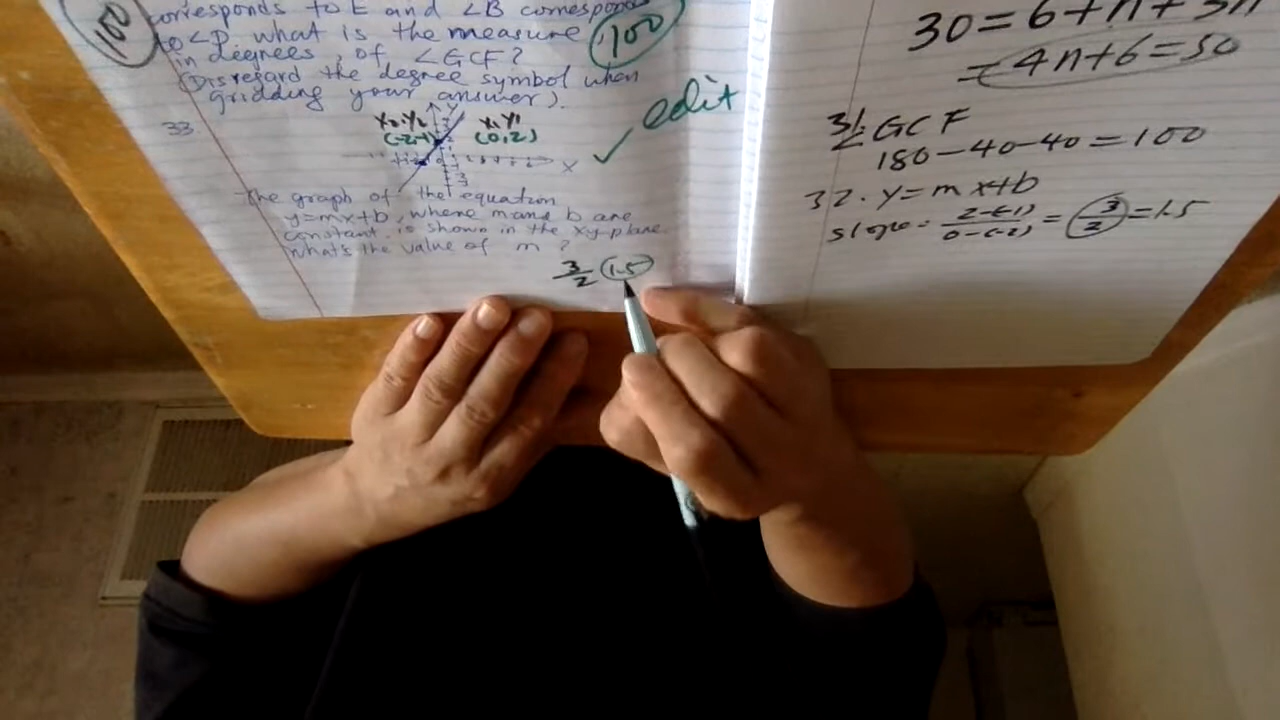 100
corresponds to E and ∠B corresponds
to ∠D what is the measure
in degrees, of ∠GCF?
(Disregard the degree symbol when
gridding your answer).
100
edit
33
X2,Y2
(-2,-1)
X1 Y1
(0,2)
Y
X
The graph of the equation
y=mx+b, where m and b are
constant, is shown in the xy-plane
what's the value of m ?
3/2 1.5
30=6+n+3n
= 4n+6=30
31. GCF
180-40-40=100
32. y=mx+b
slope= 2-(-1)/0-(-2) = 3/2 =1.5